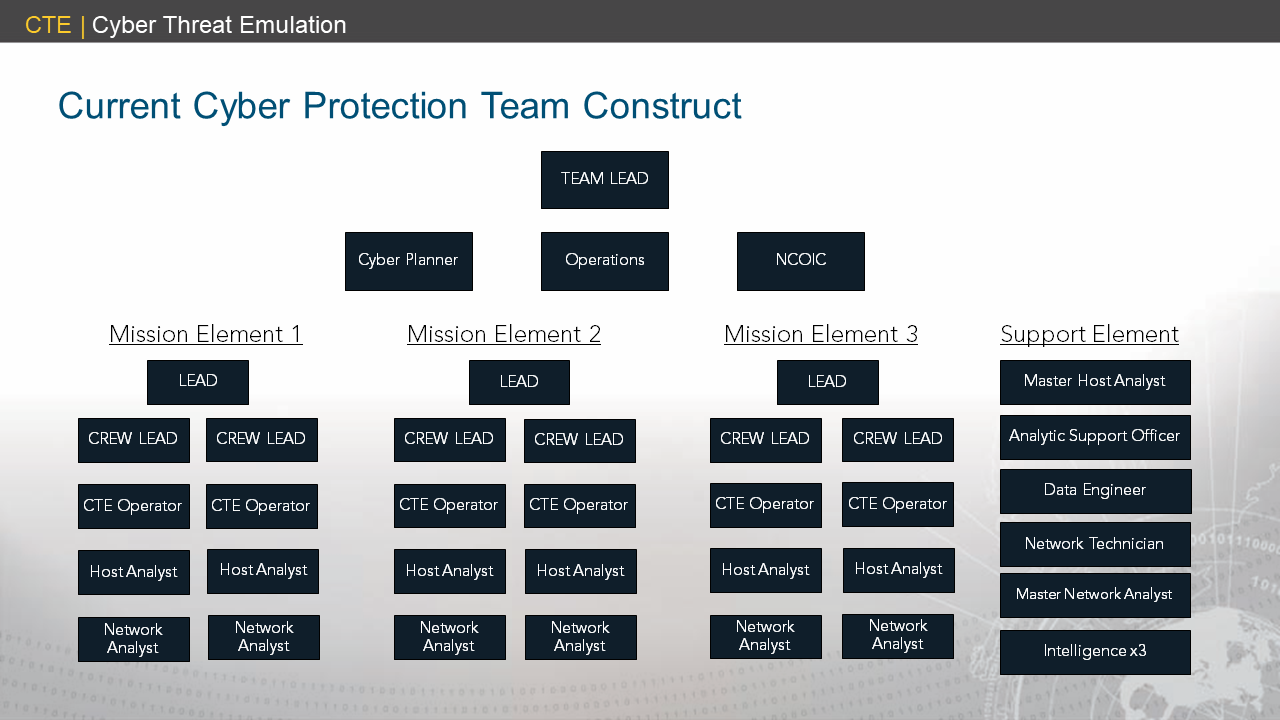 CTE | Cyber Threat Emulation
Current Cyber Protection Team Construct
TEAM LEAD
Cyber Planner
Operations
NCOIC
Mission Element 1
LEAD
CREW LEAD
CREW LEAD
CTE Operator
CTE Operator
Host Analyst
Host Analyst
Network
Analyst
Network
Analyst
Mission Element 2
LEAD
CREW LEAD
CREW LEAD
CTE Operator
CTE Operator
Host Analyst
Host Analyst
Network
Analyst
Network
Analyst
Mission Element 3
LEAD
CREW LEAD
CREW LEAD
CTE Operator
CTE Operator
Host Analyst
Host Analyst
Network
Analyst
Network
Analyst
Support Element
Master Host Analyst
Analytic Support Officer
Data Engineer
Network Technician
Master Network Analyst
Intelligence x3